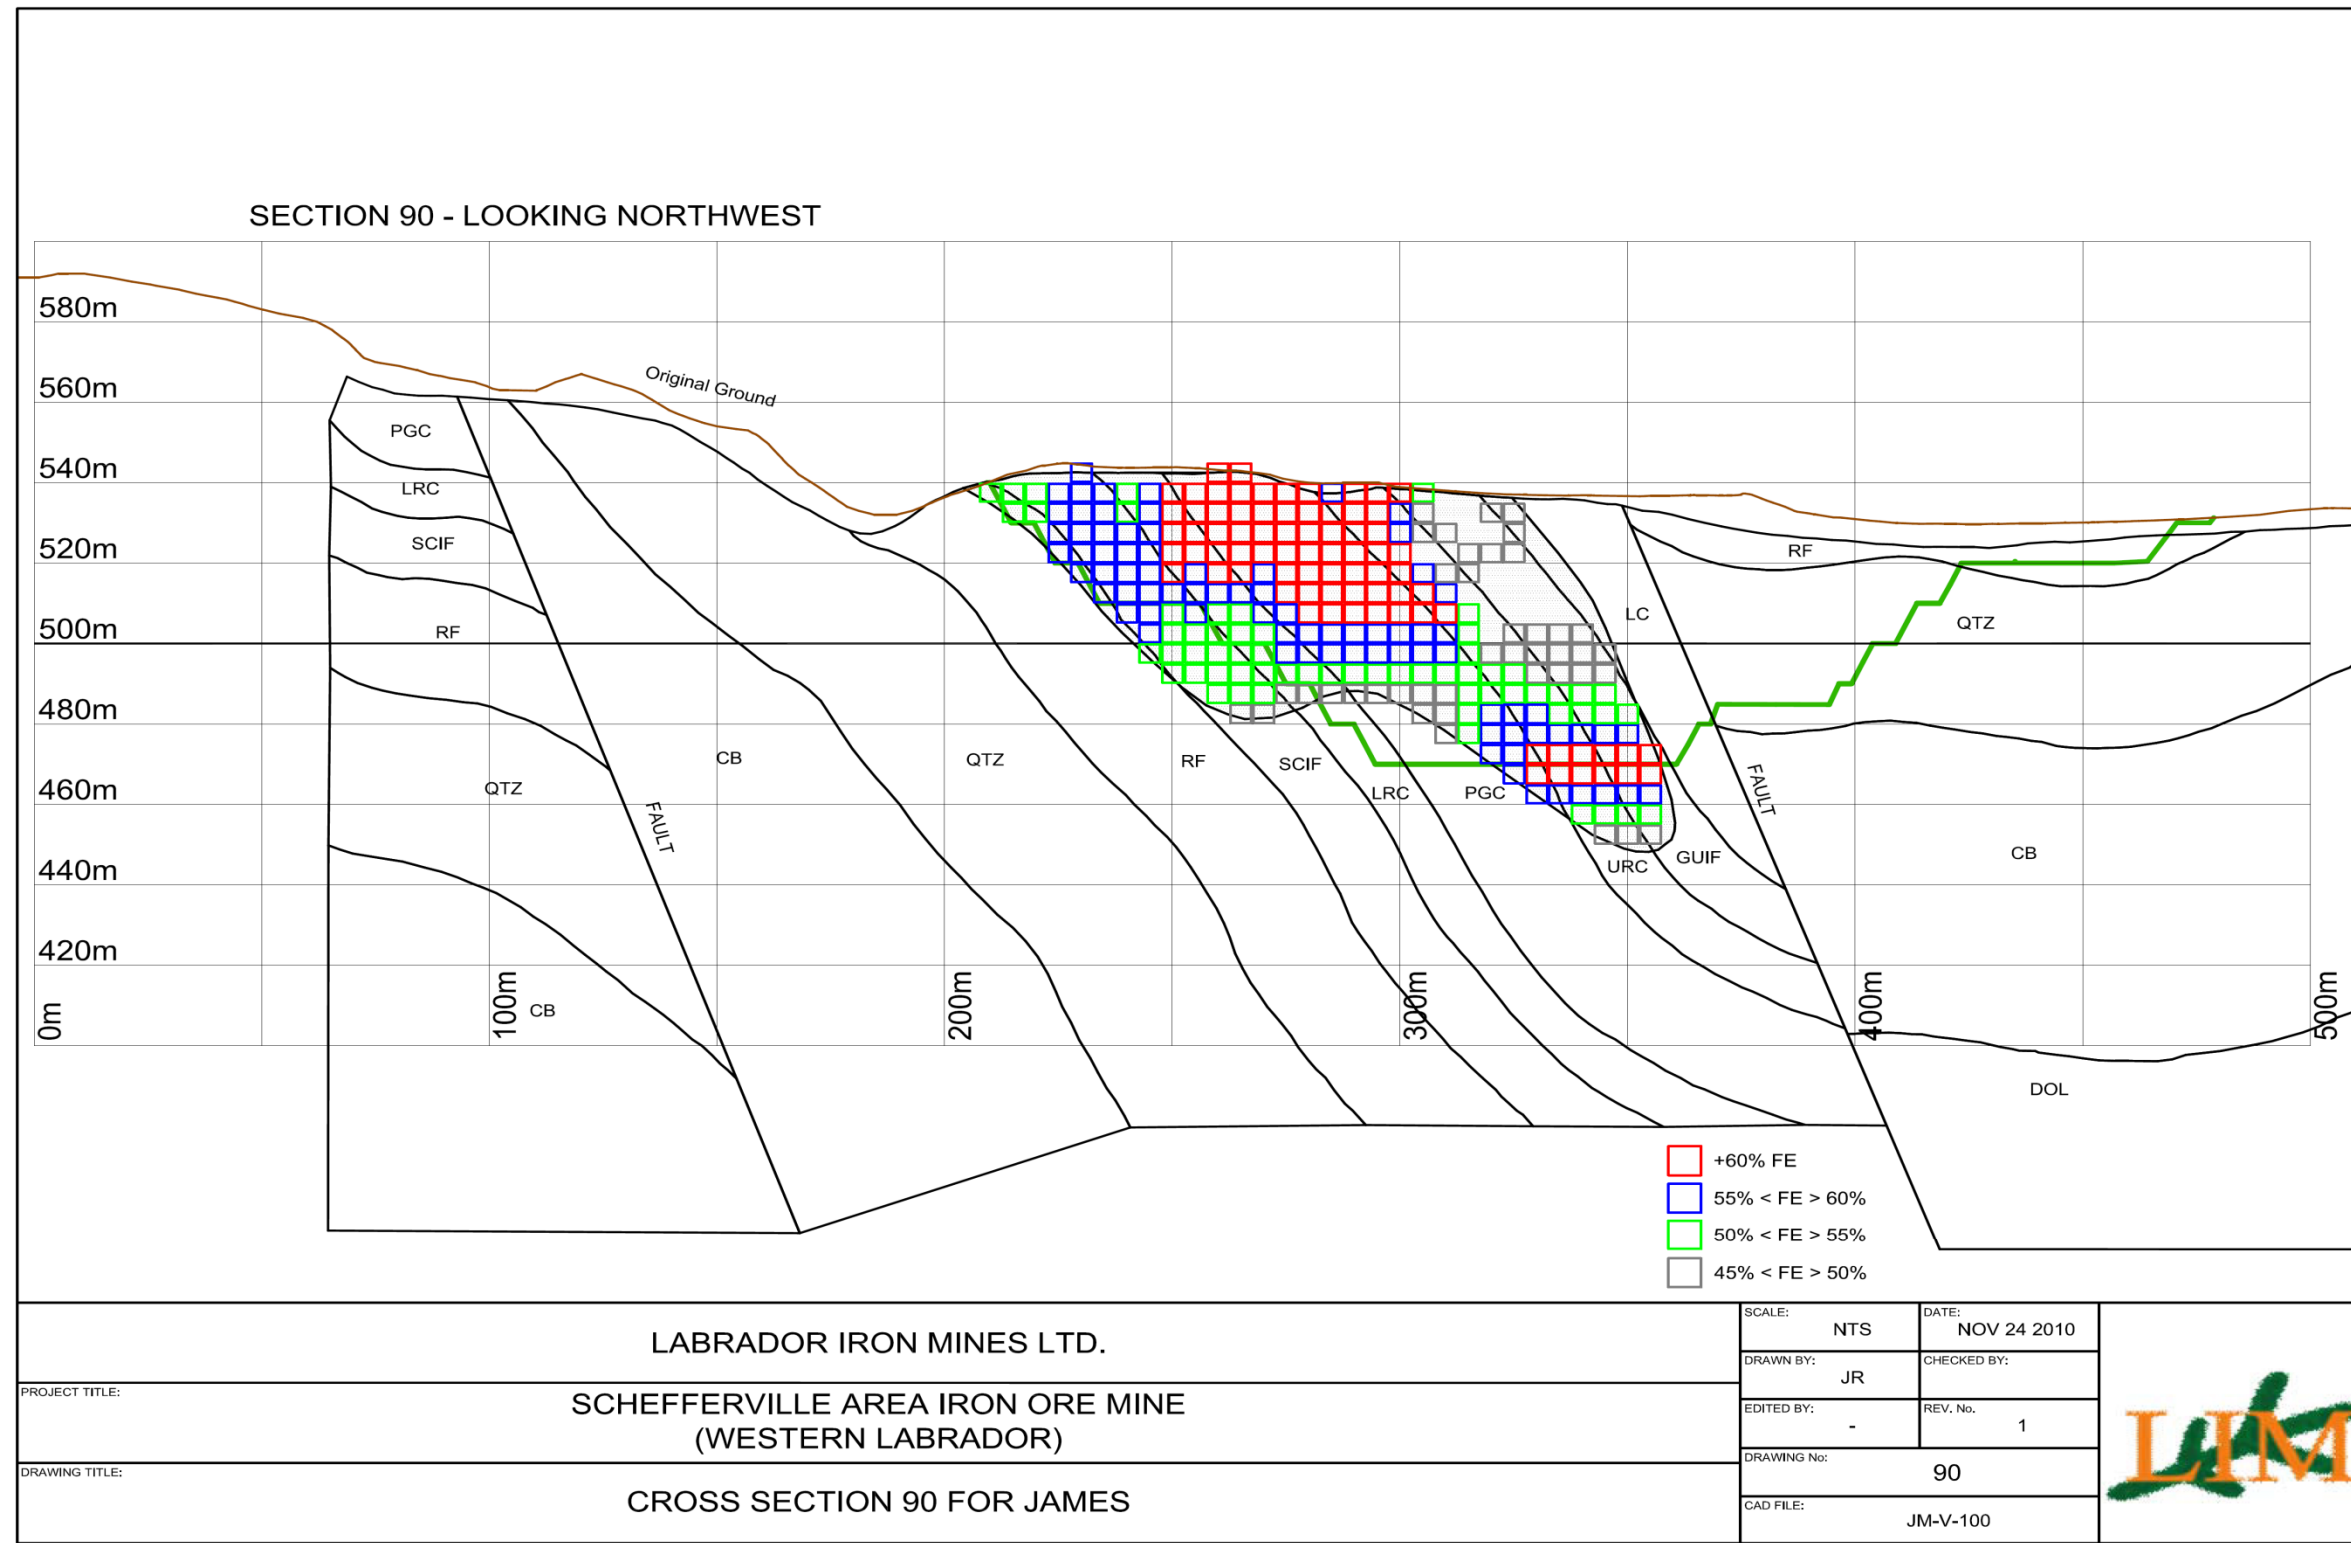 SECTION 90 - LOOKING NORTHWEST
580m
560m
540m
520m
500m
480m
460m
440m
420m
0m
100m
200m
300m
400m
500m
Original Ground
PGC
LRC
SCIF
RF
QTZ
CB
FAULT
CB
QTZ
RF
SCIF
LRC
PGC
URC
GUIF
LC
FAULT
RF
QTZ
CB
DOL
+60% FE
55% < FE > 60%
50% < FE > 55%
45% < FE > 50%
LABRADOR IRON MINES LTD.
PROJECT TITLE:
SCHEFFERVILLE AREA IRON ORE MINE
(WESTERN LABRADOR)
DRAWING TITLE:
CROSS SECTION 90 FOR JAMES
SCALE:
NTS
DATE:
NOV 24 2010
DRAWN BY:
JR
CHECKED BY:
EDITED BY:
-
REV. No.
1
DRAWING No:
90
CAD FILE:
JM-V-100
LIM